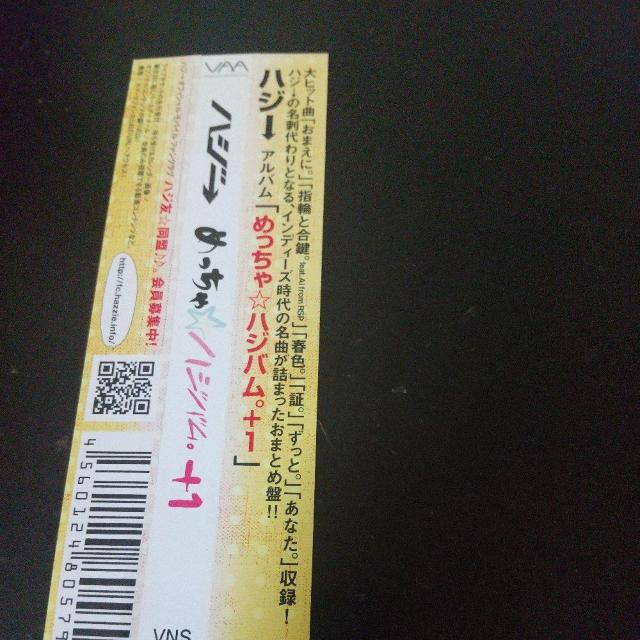 大ヒット曲「おまえに。」「指輪と合鍵。feat. Ai from RSP」「春色。」「証。」「ずっと。」「あなた。」収録!
ハジ→の名刺代わりとなる、インディーズ時代の名曲が詰まったおまとめ盤!!
ハジ→ アルバム「めっちゃ☆ハジバム。+1」
VAA
ハジ→ めっちゃ☆ハジバム。+1
VNS
ハジ友☆同盟♪♪。会員募集中!
http://fc.hazzie.info/
4 560124 80579